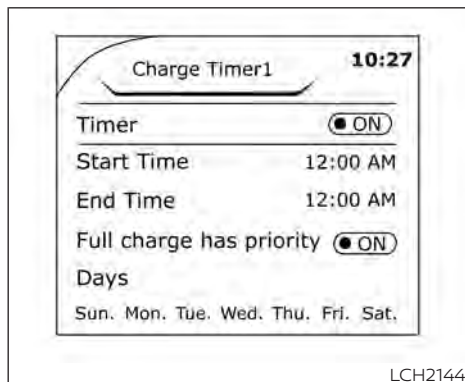 Charge Timer1 10:27
Timer ON
Start Time 12:00 AM
End Time 12:00 AM
Full charge has priority ON
Days
Sun. Mon. Tue. Wed. Thu. Fri. Sat.
LCH2144